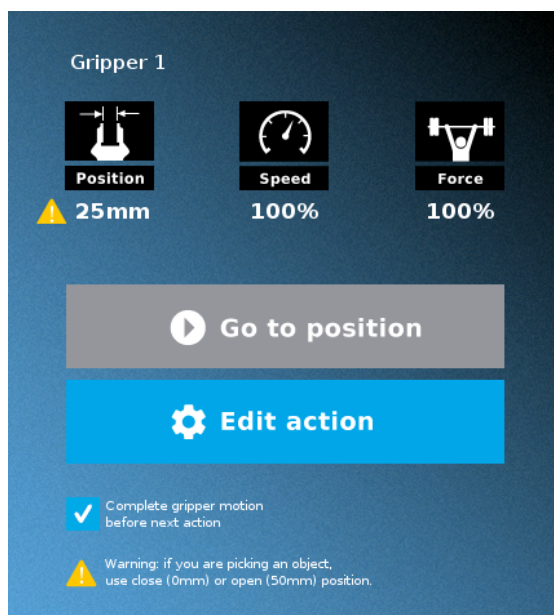 Gripper 1
Position
Speed
Force
25mm
100%
100%
Go to position
Edit action
Complete gripper motion
before next action
Warning: if you are picking an object,
use close (0mm) or open (50mm) position.